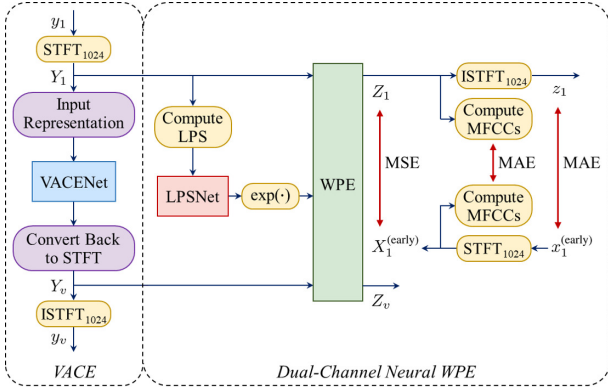 y₁
STFT₁₀₂₄
Y₁
Input
Representation
VACENet
Convert Back
to STFT
Yᵥ
ISTFT₁₀₂₄
yᵥ
VACE
Compute
LPS
LPSNet
exp(·)
WPE
Z₁
ISTFT₁₀₂₄
z₁
Compute
MFCCs
MSE
MAE
MAE
Compute
MFCCs
X₁^(early)
STFT₁₀₂₄
x₁^(early)
Zᵥ
Dual-Channel Neural WPE